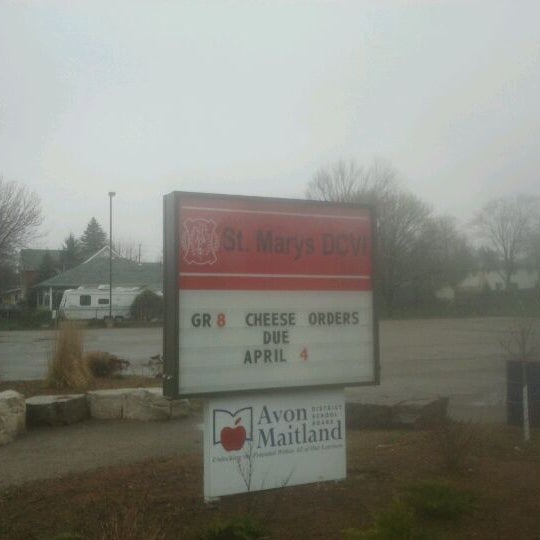 St. Marys DCVI
GR 8 CHEESE ORDERS
DUE
APRIL 4
Avon
Maitland
DISTRICT
SCHOOL
BOARD